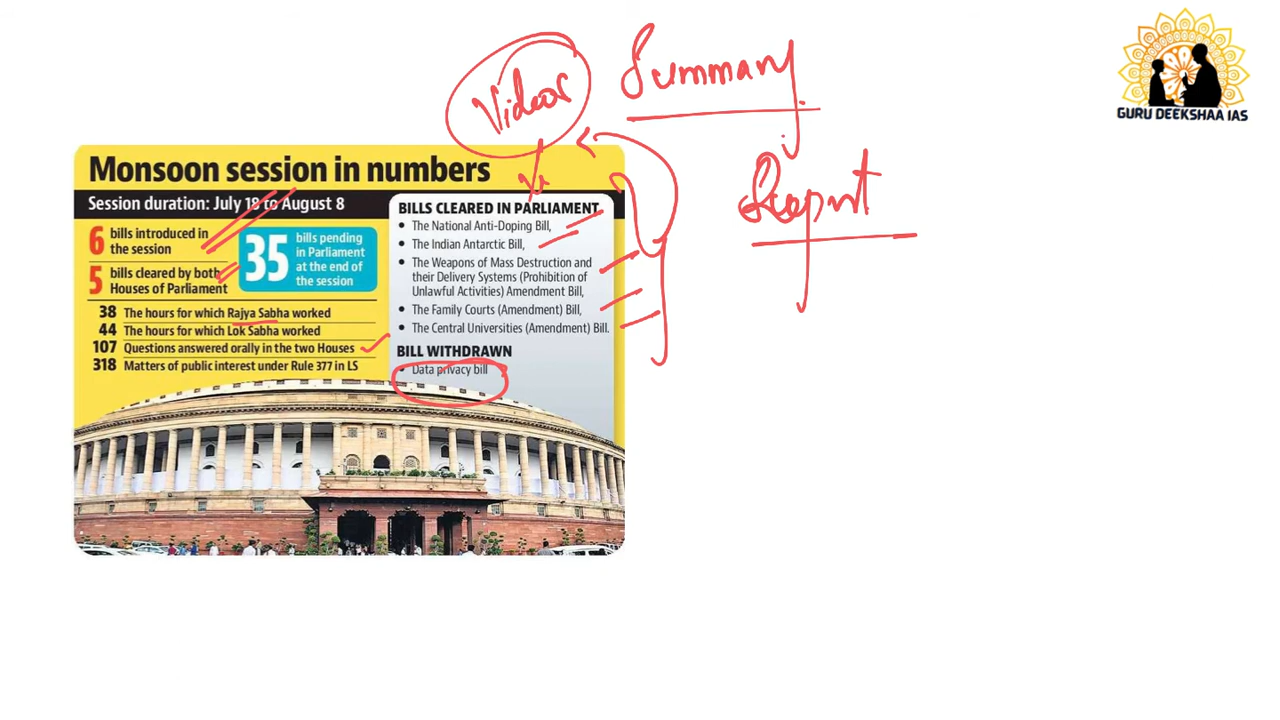 Videos
Summary
Report
GURU DEEKSHAA IAS
Monsoon session in numbers
Session duration: July 18 to August 8
6 bills introduced in
the session
5 bills cleared by both
Houses of Parliament
35 bills pending
in Parliament
at the end of
the session
38 The hours for which Rajya Sabha worked
44 The hours for which Lok Sabha worked
107 Questions answered orally in the two Houses
318 Matters of public interest under Rule 377 in LS
BILLS CLEARED IN PARLIAMENT
• The National Anti-Doping Bill,
• The Indian Antarctic Bill,
• The Weapons of Mass Destruction and
their Delivery Systems (Prohibition of
Unlawful Activities) Amendment Bill,
• The Family Courts (Amendment) Bill,
• The Central Universities (Amendment) Bill.
BILL WITHDRAWN
• Data privacy bill